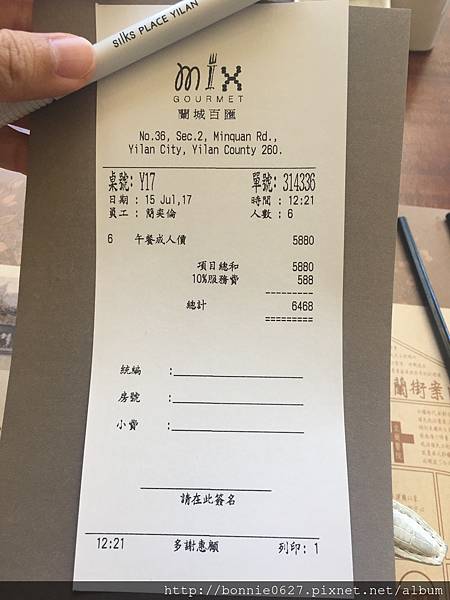 silks PLACE YILAN
mix
GOURMET
蘭城百匯
No.36, Sec.2, Minquan Rd.,
Yilan City, Yilan County 260.
桌號: Y17 單號: 314336
日期 : 15 Jul,17 時間 : 12:21
員工 : 簡奕倫 人數 : 6
6 午餐成人價 5880
項目總和 5880
10%服務費 588
---------
總計 6468
=========
統編 :
房號 :
小費 :
請在此簽名
12:21 多謝惠顧 列印: 1
蘭街案
http://bonnie0627.pixnet.net/album